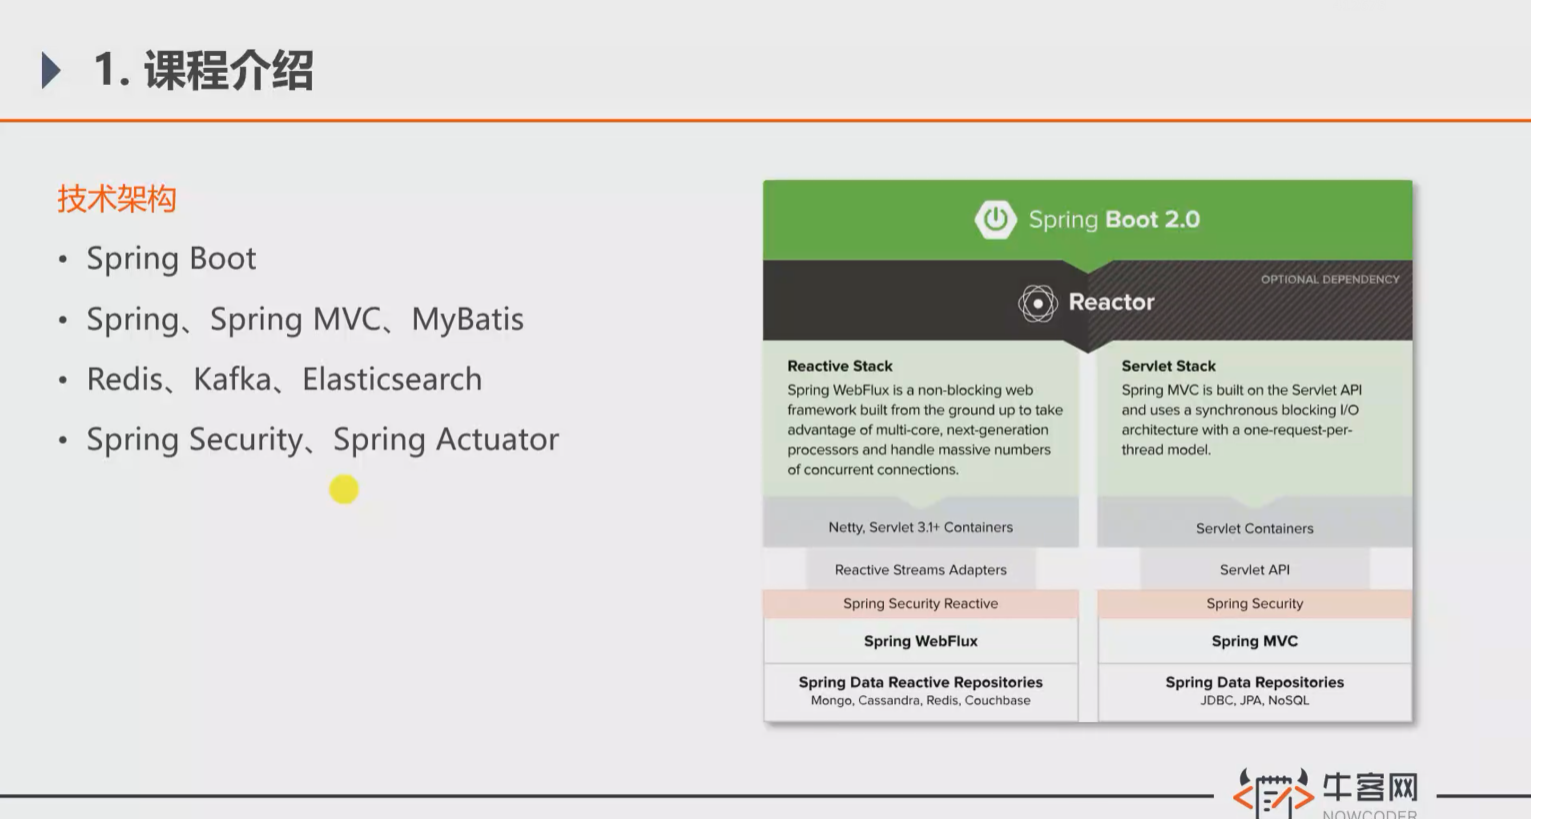 1. 课程介绍
技术架构
• Spring Boot
• Spring、Spring MVC、MyBatis
• Redis、Kafka、Elasticsearch
• Spring Security、Spring Actuator
Spring Boot 2.0
OPTIONAL DEPENDENCY
Reactor
Reactive Stack
Spring WebFlux is a non-blocking web
framework built from the ground up to take
advantage of multi-core, next-generation
processors and handle massive numbers
of concurrent connections.
Netty, Servlet 3.1+ Containers
Reactive Streams Adapters
Spring Security Reactive
Spring WebFlux
Spring Data Reactive Repositories
Mongo, Cassandra, Redis, Couchbase
Servlet Stack
Spring MVC is built on the Servlet API
and uses a synchronous blocking I/O
architecture with a one-request-per-
thread model.
Servlet Containers
Servlet API
Spring Security
Spring MVC
Spring Data Repositories
JDBC, JPA, NoSQL
牛客网
NOWCODER